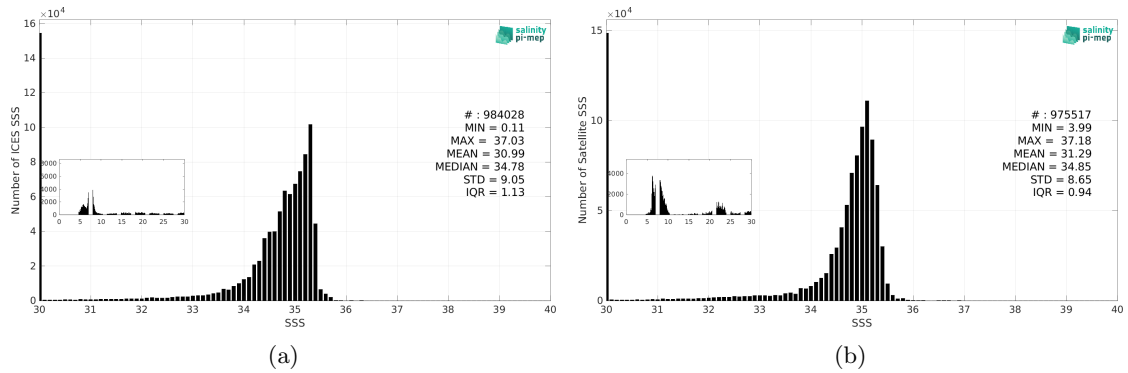 ×10⁴
16
14
12
10
8
6
4
2
0
Number of ICES SSS
salinity
pi-mep
# : 984028
MIN = 0.11
MAX = 37.03
MEAN = 30.99
MEDIAN = 34.78
STD = 9.05
IQR = 1.13
8000
6000
4000
2000
0
0 5 10 15 20 25 30
30 31 32 33 34 35 36 37 38 39 40
SSS
(a)
×10⁴
15
10
5
0
Number of Satellite SSS
salinity
pi-mep
# : 975517
MIN = 3.99
MAX = 37.18
MEAN = 31.29
MEDIAN = 34.85
STD = 8.65
IQR = 0.94
4000
2000
0
0 5 10 15 20 25 30
30 31 32 33 34 35 36 37 38 39 40
SSS
(b)